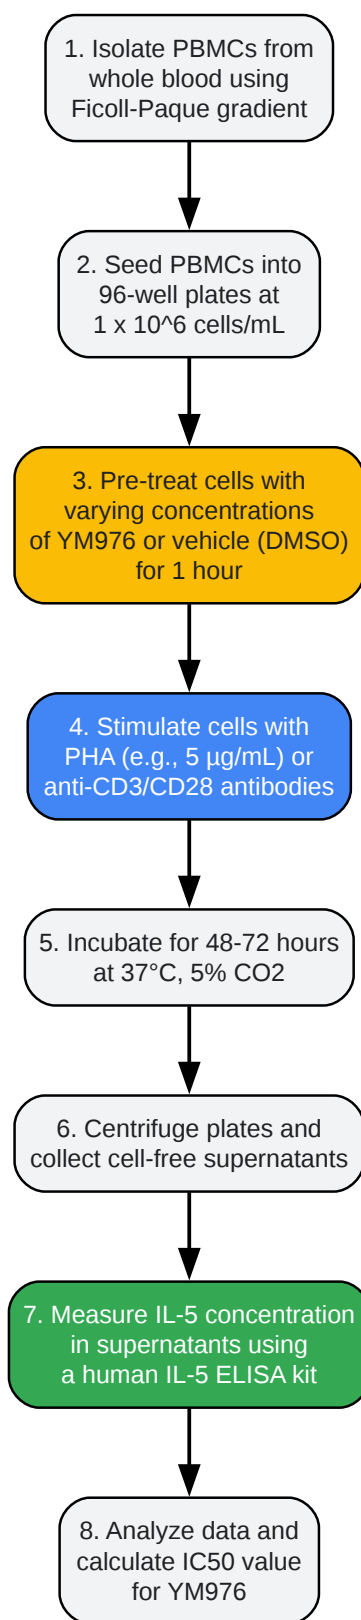 1. Isolate PBMCs from
whole blood using
Ficoll-Paque gradient
2. Seed PBMCs into
96-well plates at
1 x 10^6 cells/mL
3. Pre-treat cells with
varying concentrations
of YM976 or vehicle (DMSO)
for 1 hour
4. Stimulate cells with
PHA (e.g., 5 µg/mL) or
anti-CD3/CD28 antibodies
5. Incubate for 48-72 hours
at 37°C, 5% CO2
6. Centrifuge plates and
collect cell-free supernatants
7. Measure IL-5 concentration
in supernatants using
a human IL-5 ELISA kit
8. Analyze data and
calculate IC50 value
for YM976